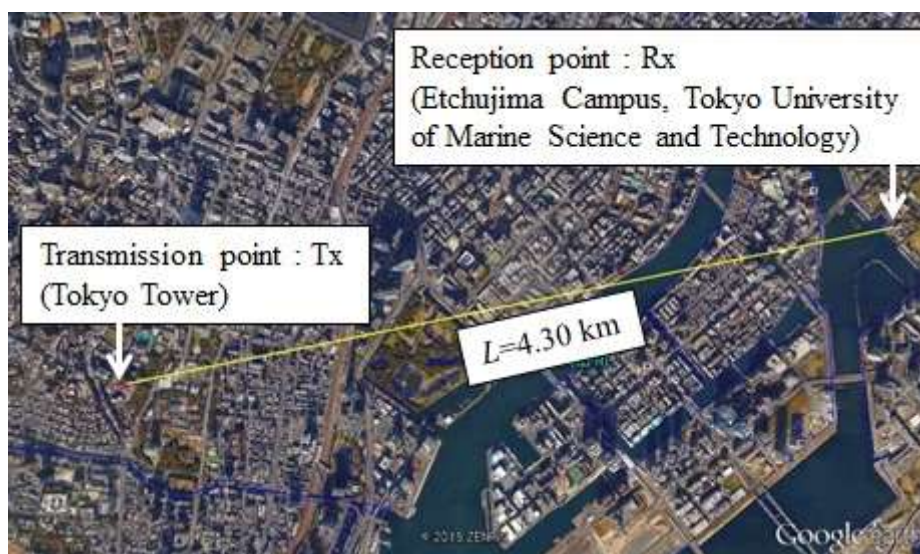 Reception point : Rx
(Etchujima Campus, Tokyo University
of Marine Science and Technology)
Transmission point : Tx
(Tokyo Tower)
L=4.30 km
© 2015 ZENRIN
Google earth